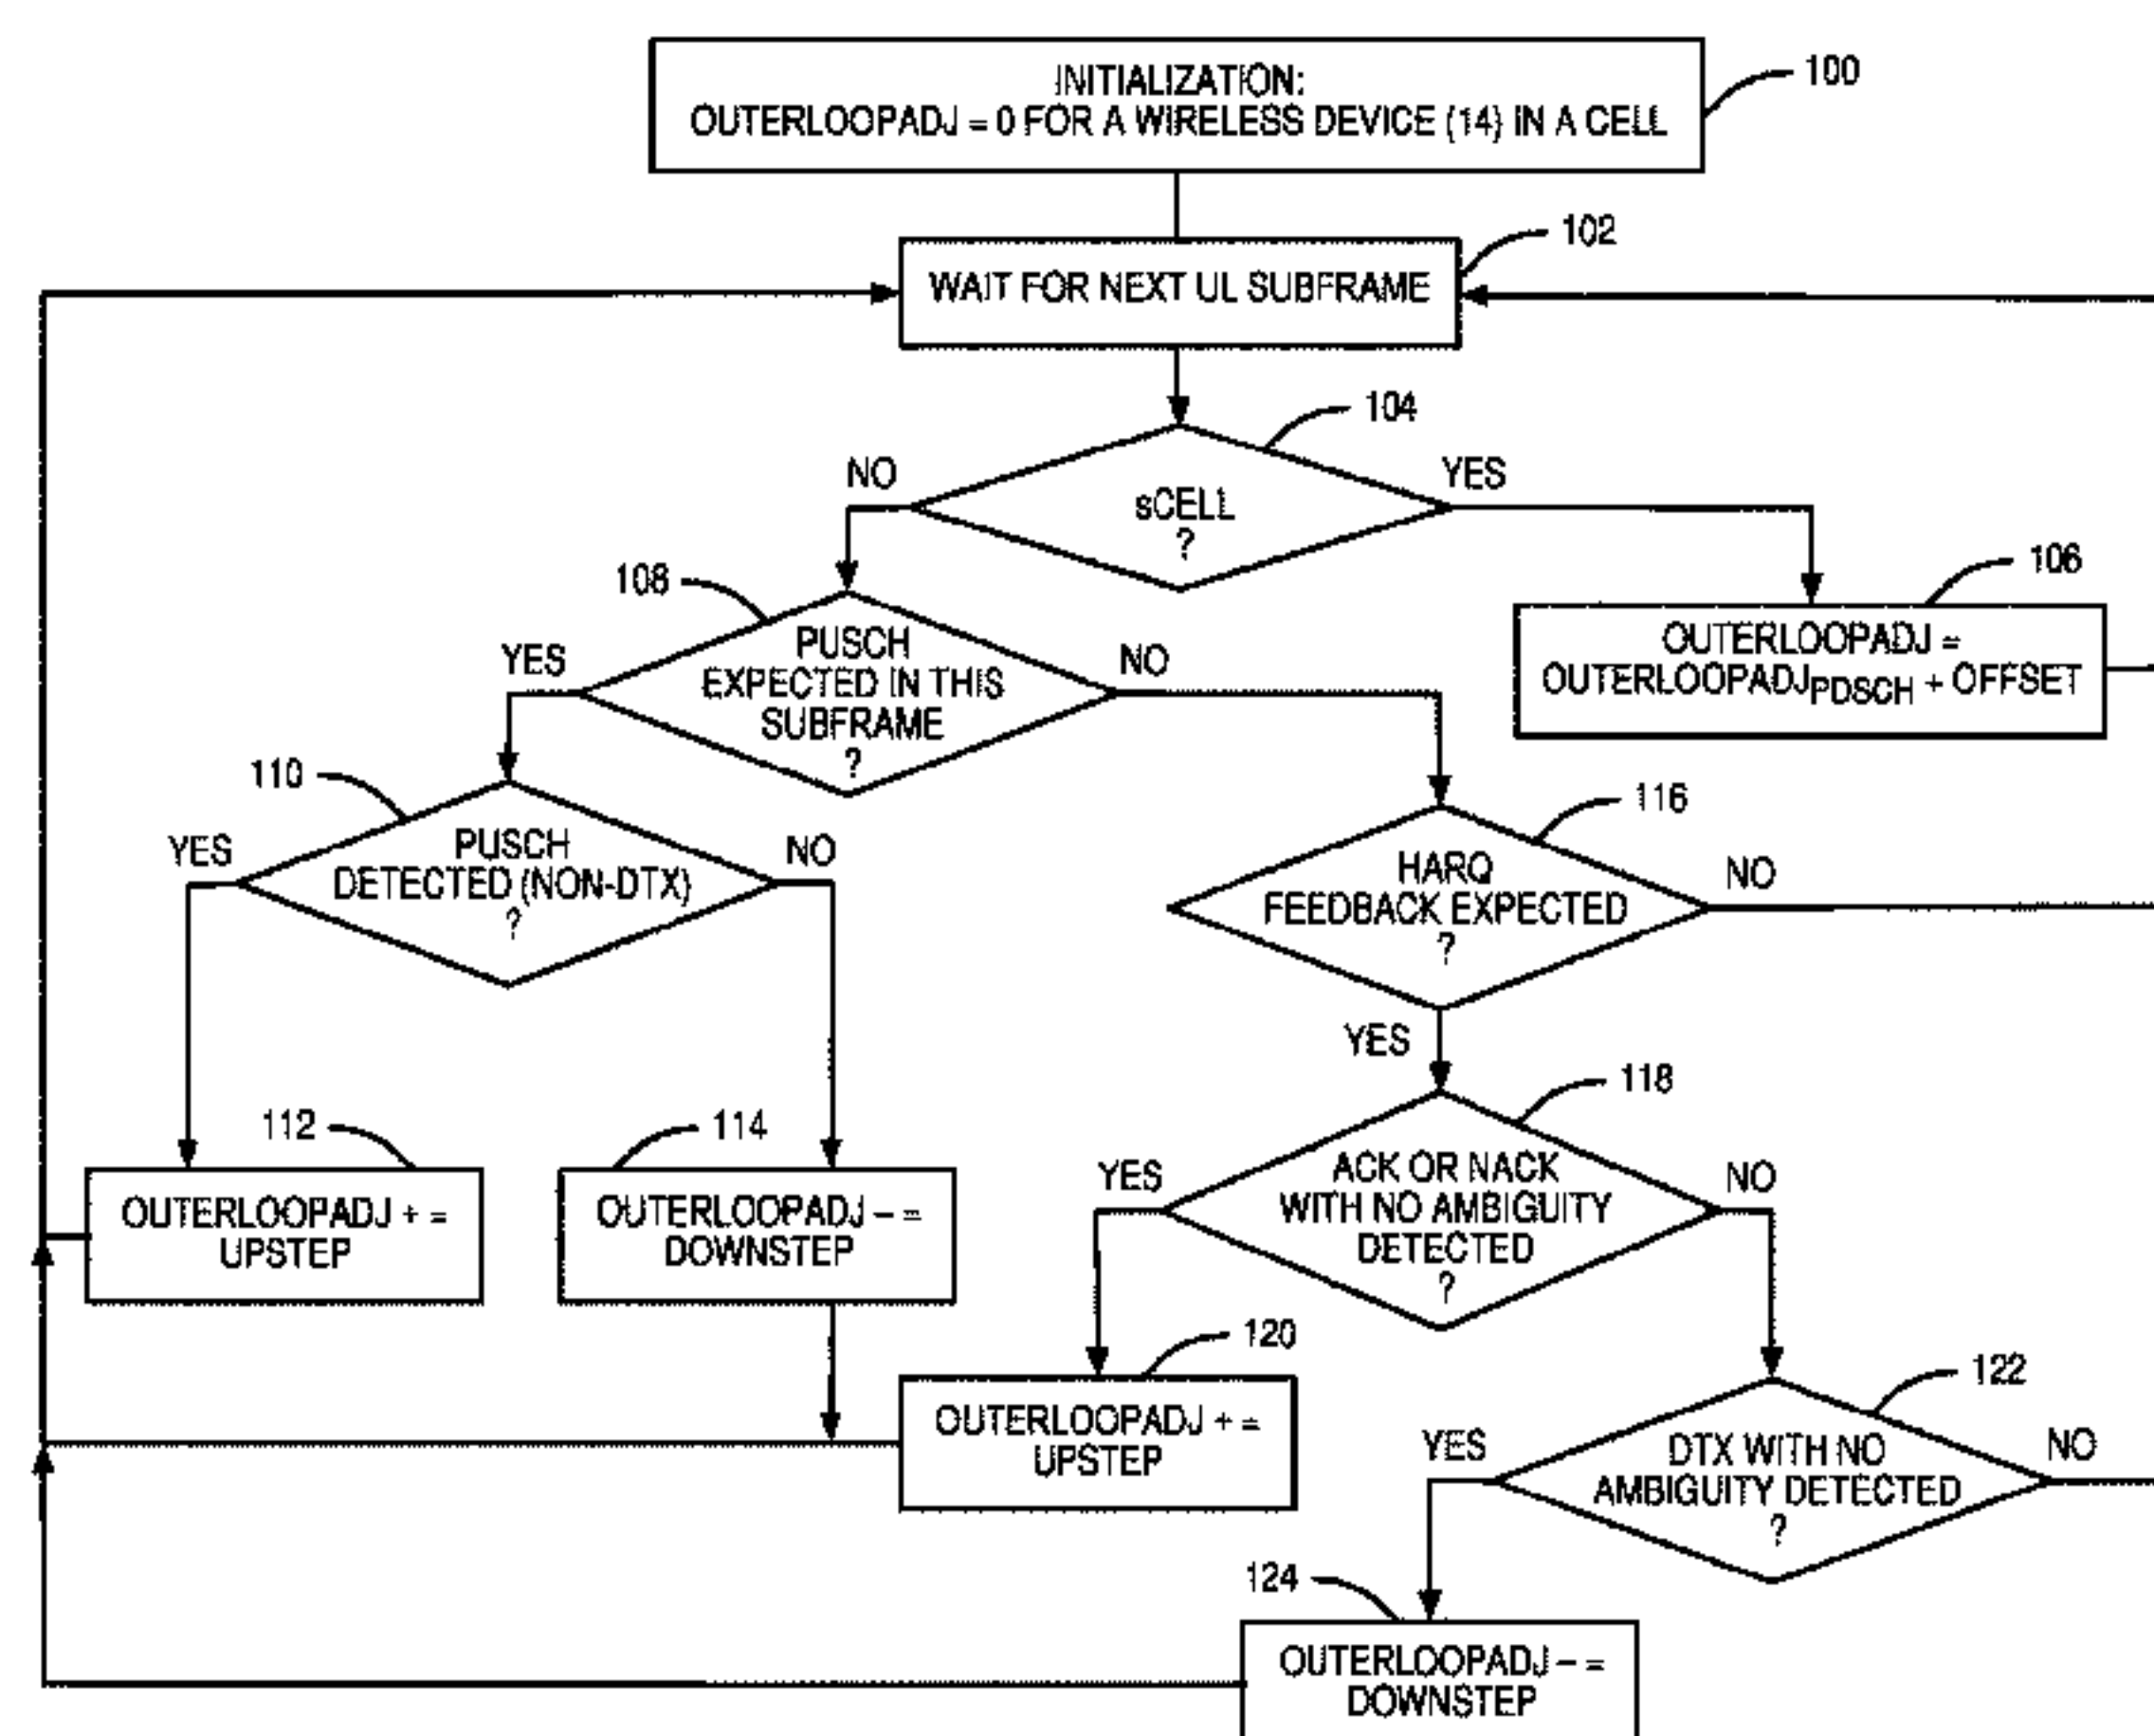 INITIALIZATION:
OUTERLOOPADJ = 0 FOR A WIRELESS DEVICE (14) IN A CELL
100
WAIT FOR NEXT UL SUBFRAME
102
104
NO
YES
sCELL
?
106
OUTERLOOPADJ =
OUTERLOOPADJPDSCH + OFFSET
108
YES
NO
PUSCH
EXPECTED IN THIS
SUBFRAME
?
110
YES
NO
PUSCH
DETECTED (NON-DTX)
?
116
HARQ
FEEDBACK EXPECTED
?
NO
YES
112
OUTERLOOPADJ + =
UPSTEP
114
OUTERLOOPADJ - =
DOWNSTEP
118
YES
NO
ACK OR NACK
WITH NO AMBIGUITY
DETECTED
?
120
OUTERLOOPADJ + =
UPSTEP
122
YES
NO
DTX WITH NO
AMBIGUITY DETECTED
?
124
OUTERLOOPADJ - =
DOWNSTEP